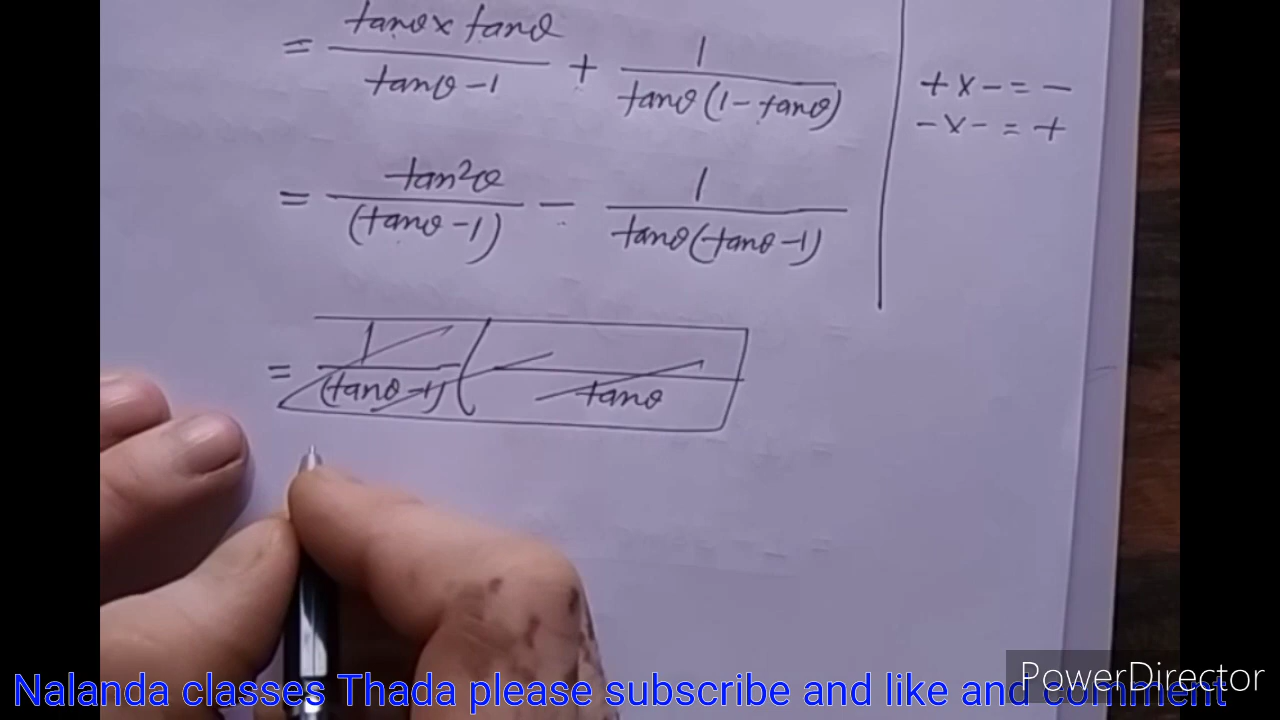 = tanθ × tanθ / tanθ - 1 + 1 / tanθ (1 - tanθ)
+ × - = -
- × - = +
= tan²θ / (tanθ - 1) - 1 / tanθ (tanθ - 1)
= 1 / (tanθ - 1) ( / tanθ
PowerDirector
Nalanda classes Thada please subscribe and like and comment